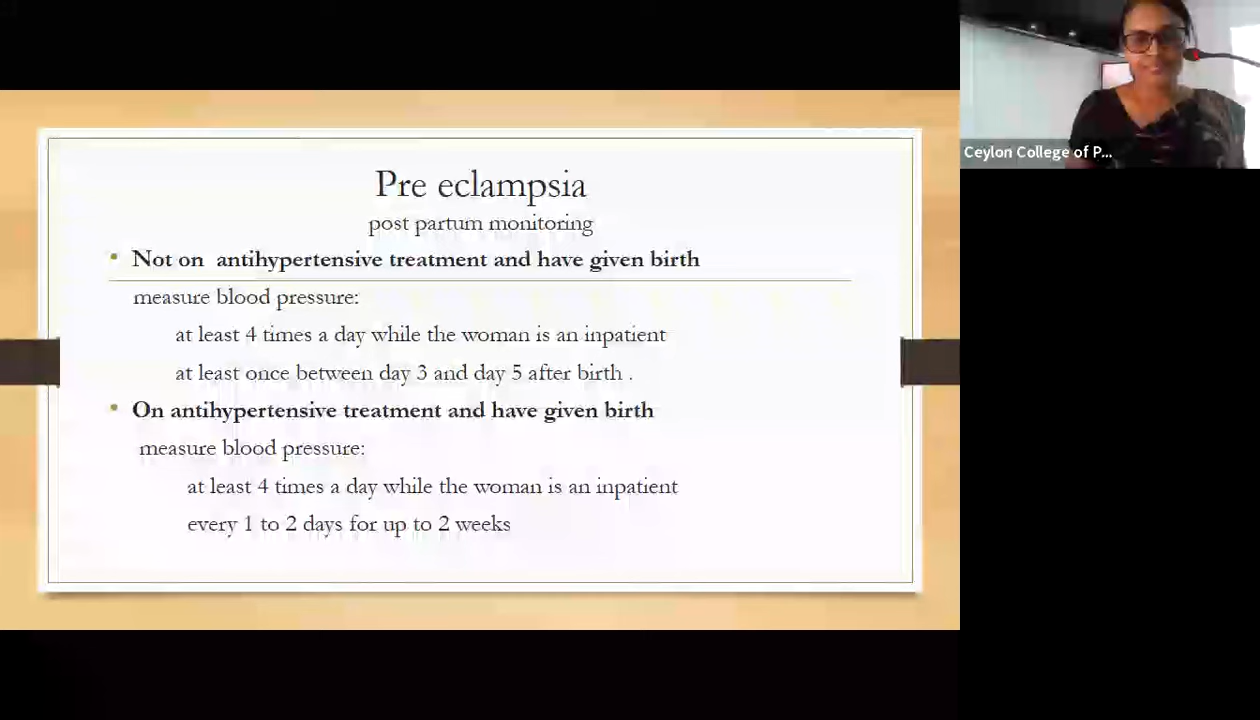 Pre eclampsia
post partum monitoring
• Not on antihypertensive treatment and have given birth
measure blood pressure:
at least 4 times a day while the woman is an inpatient
at least once between day 3 and day 5 after birth .
• On antihypertensive treatment and have given birth
measure blood pressure:
at least 4 times a day while the woman is an inpatient
every 1 to 2 days for up to 2 weeks
Ceylon College of P...